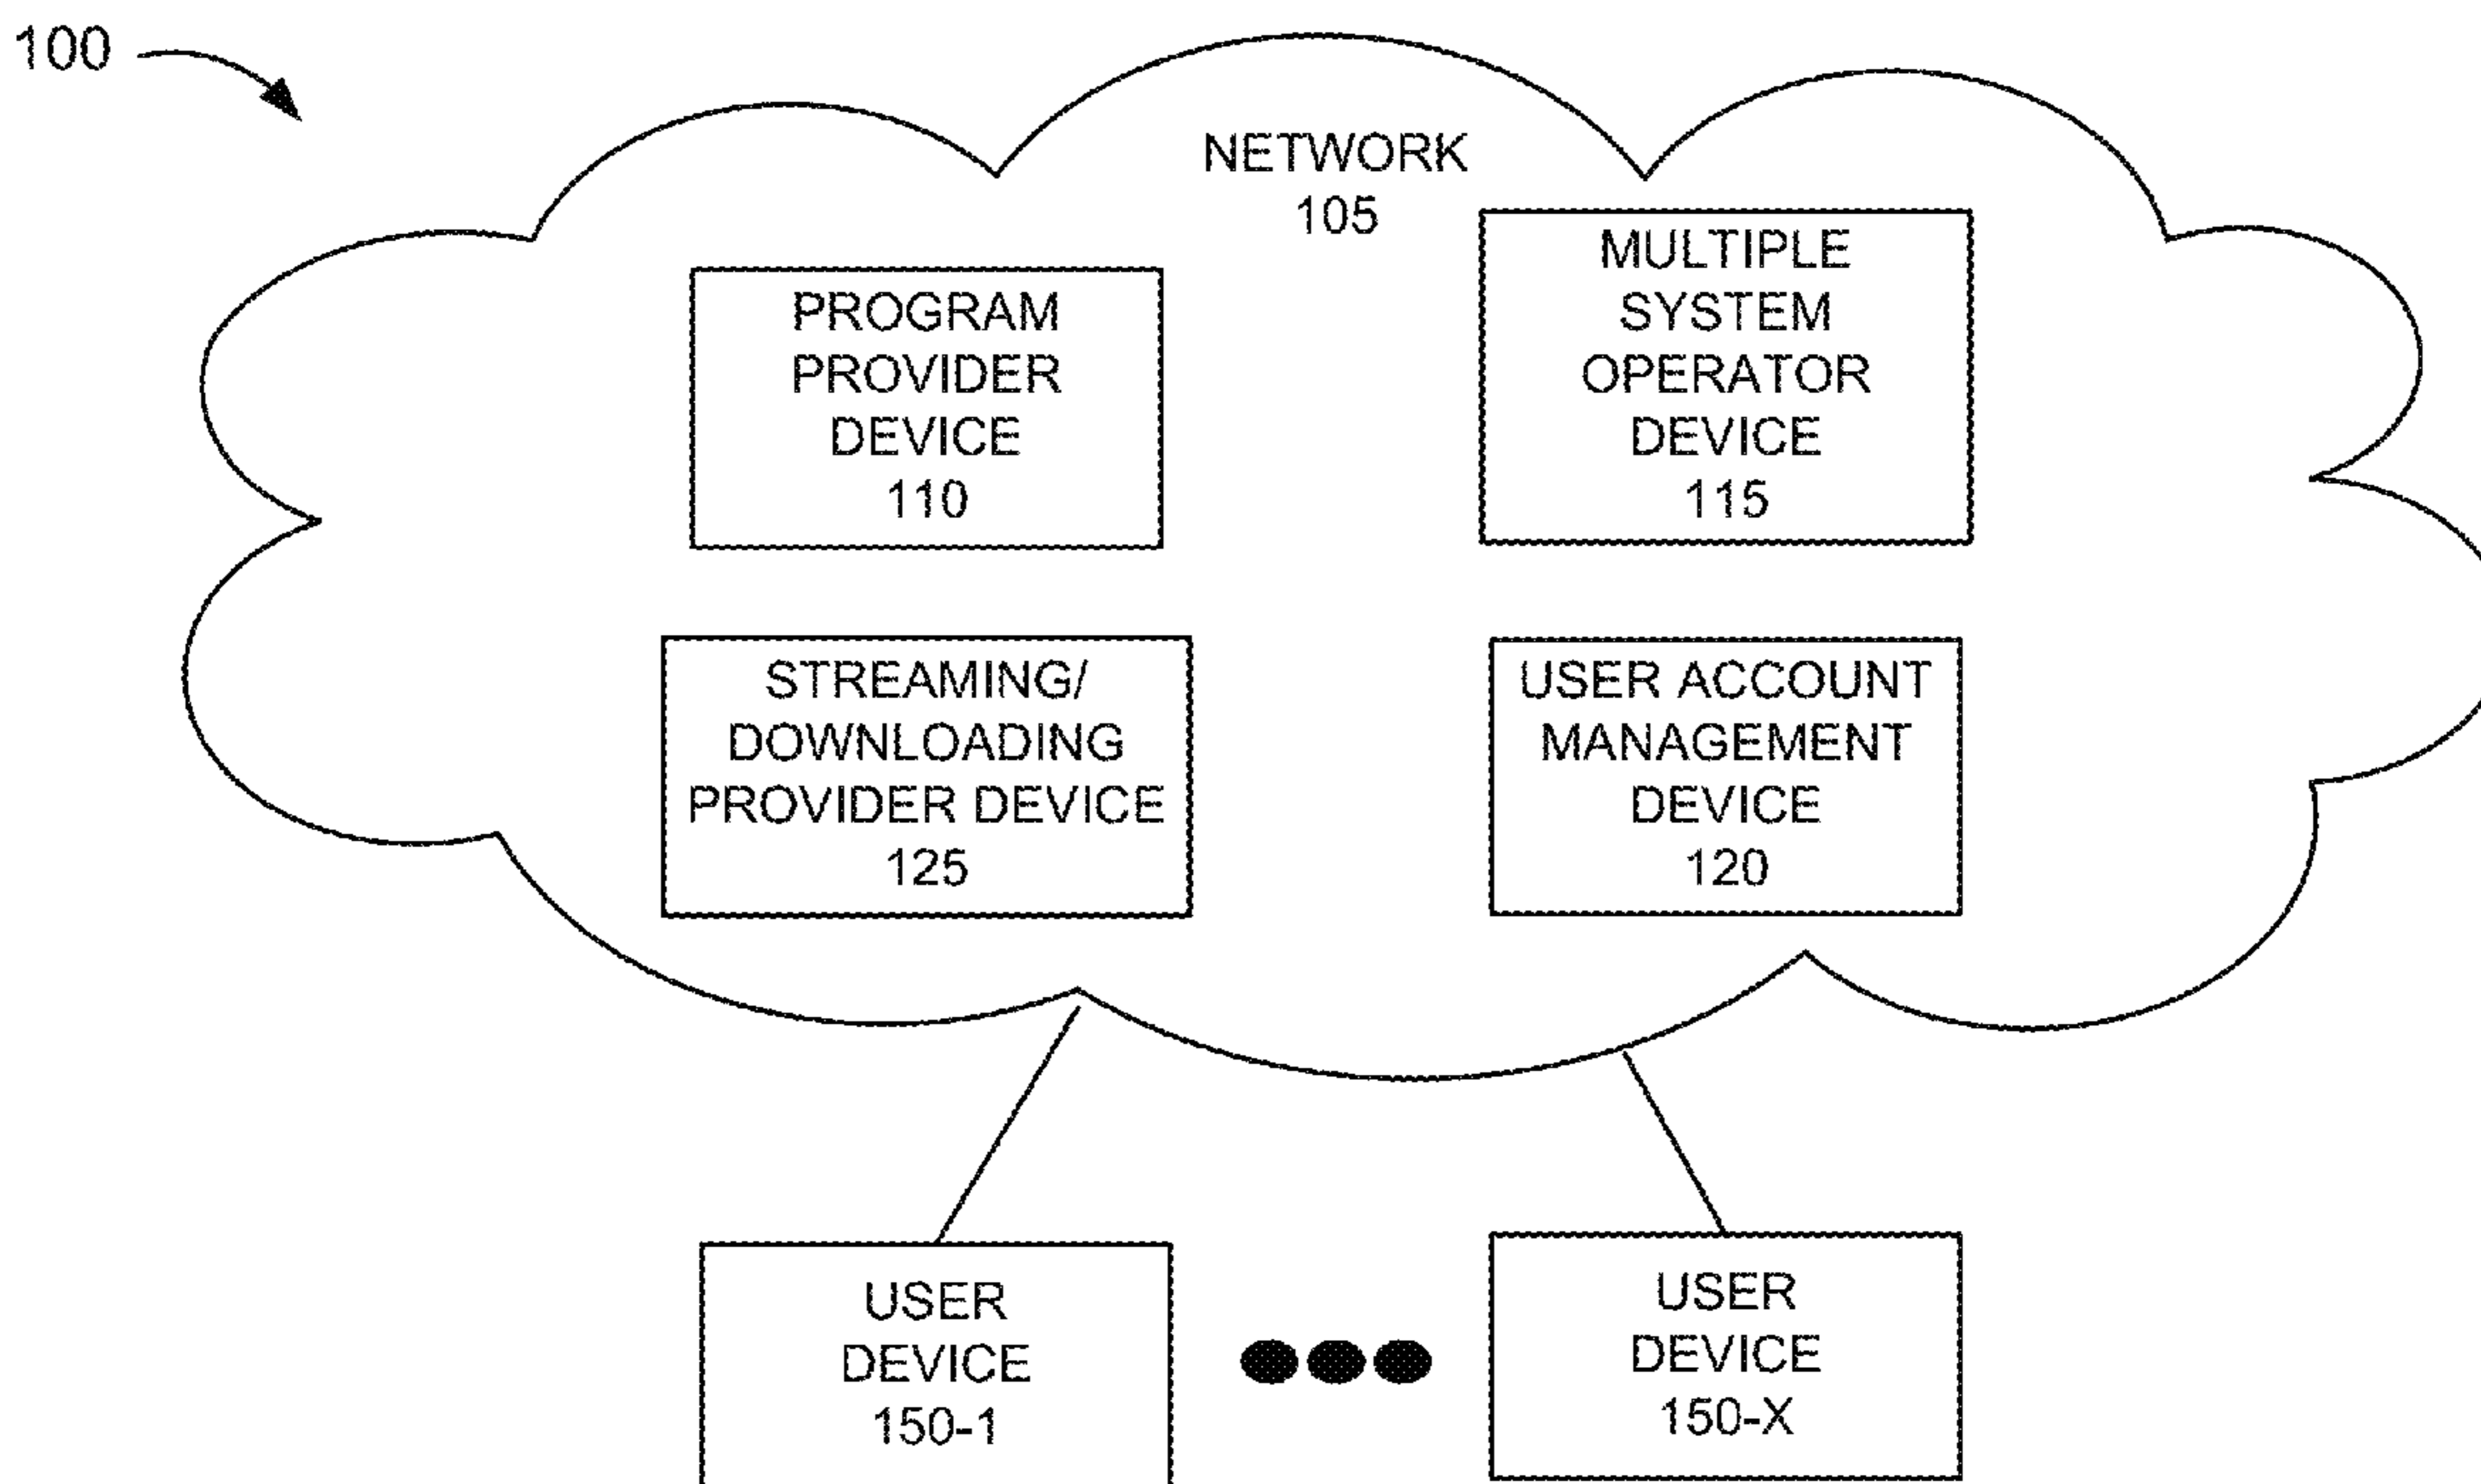 100
NETWORK
105
PROGRAM
PROVIDER
DEVICE
110
MULTIPLE
SYSTEM
OPERATOR
DEVICE
115
STREAMING/
DOWNLOADING
PROVIDER DEVICE
125
USER ACCOUNT
MANAGEMENT
DEVICE
120
USER
DEVICE
150-1
USER
DEVICE
150-X